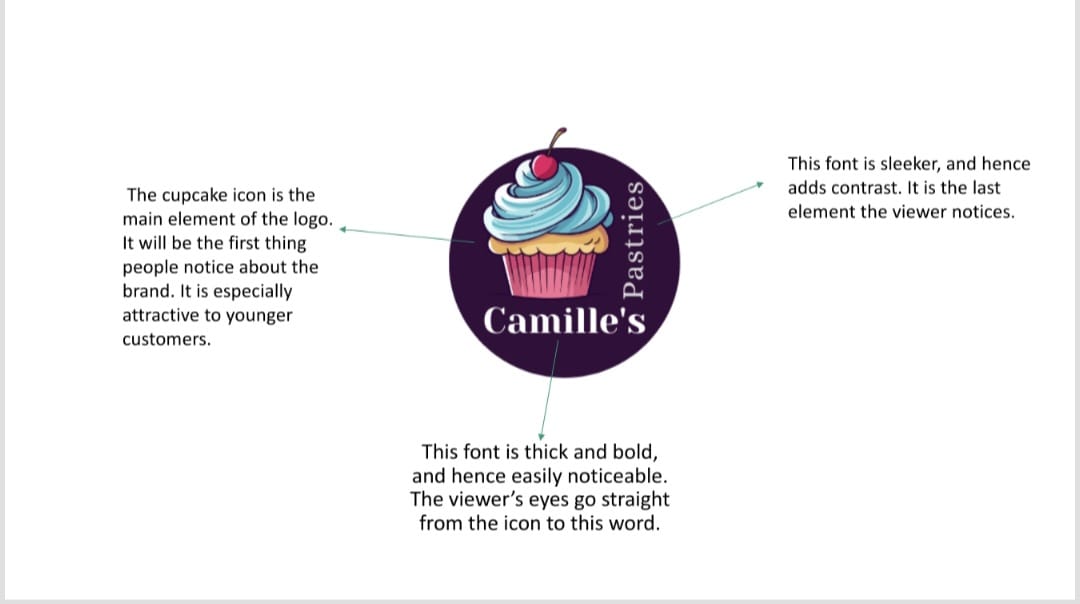 The cupcake icon is the
main element of the logo.
It will be the first thing
people notice about the
brand. It is especially
attractive to younger
customers.
Pastries
Camille's
This font is sleeker, and hence
adds contrast. It is the last
element the viewer notices.
This font is thick and bold,
and hence easily noticeable.
The viewer’s eyes go straight
from the icon to this word.